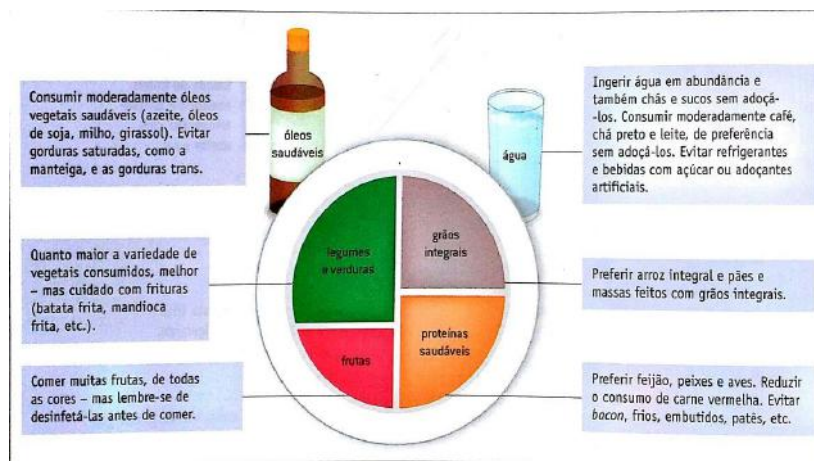 Consumir moderadamente óleos
vegetais saudáveis (azeite, óleos
de soja, milho, girassol). Evitar
gorduras saturadas, como a
manteiga, e as gorduras trans.
óleos
saudáveis
água
Ingerir água em abundância e
também chás e sucos sem adoçá-
-los. Consumir moderadamente café,
chá preto e leite, de preferência
sem adoçá-los. Evitar refrigerantes
e bebidas com açúcar ou adoçantes
artificiais.
Quanto maior a variedade de
vegetais consumidos, melhor
– mas cuidado com frituras
(batata frita, mandioca
frita, etc.).
legumes
e verduras
grãos
integrais
Preferir arroz integral e pães e
massas feitos com grãos integrais.
Comer muitas frutas, de todas
as cores – mas lembre-se de
desinfetá-las antes de comer.
frutas
proteínas
saudáveis
Preferir feijão, peixes e aves. Reduzir
o consumo de carne vermelha. Evitar
bacon, frios, embutidos, patês, etc.